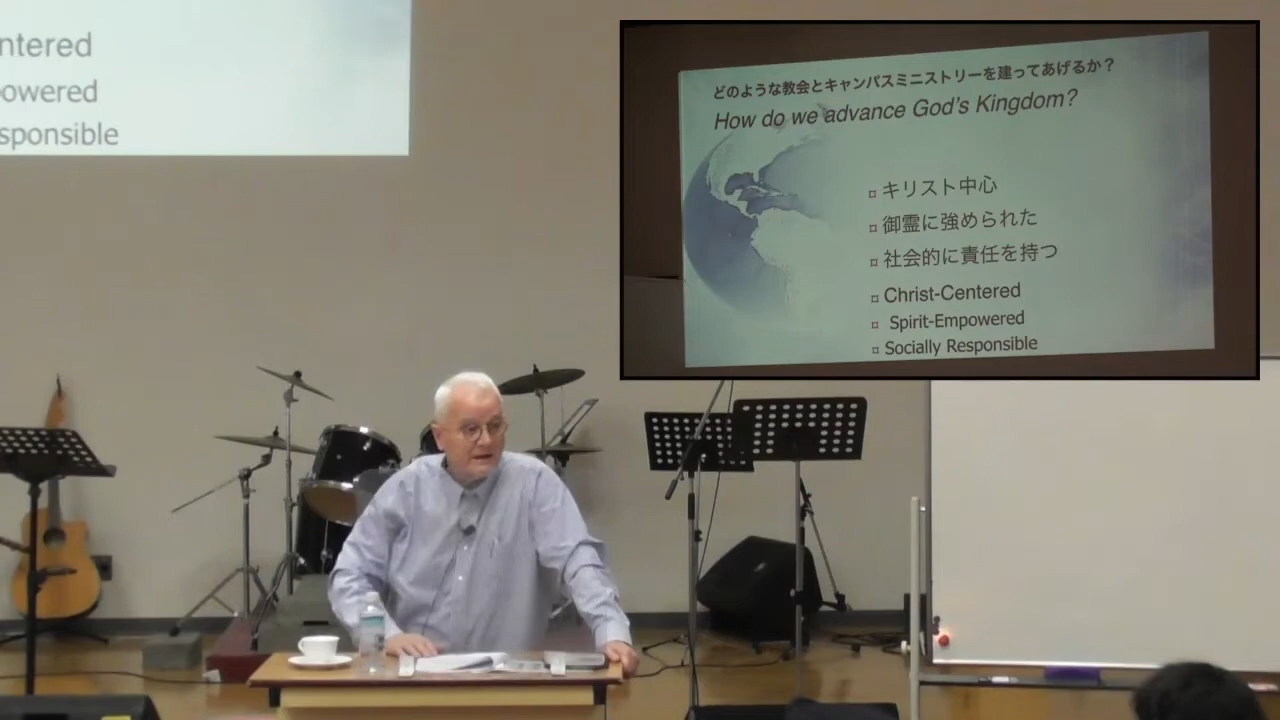 ntered
owered
sponsible
どのような教会とキャンパスミニストリーを建ってあげるか?
How do we advance God's Kingdom?
¤ キリスト中心
¤ 御霊に強められた
¤ 社会的に責任を持つ
¤ Christ-Centered
¤ Spirit-Empowered
¤ Socially Responsible